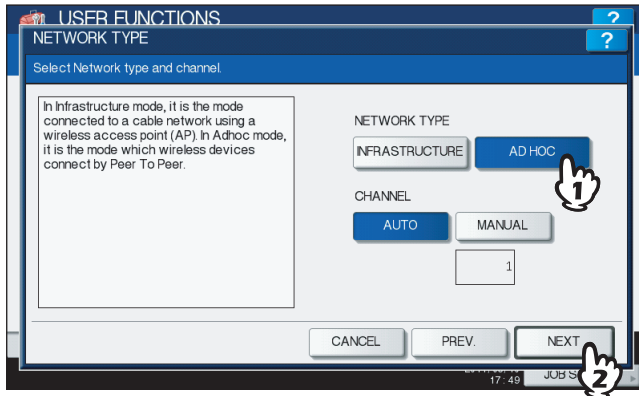 USER FUNCTIONS
?
NETWORK TYPE
?
Select Network type and channel.
In Infrastructure mode, it is the mode
connected to a cable network using a
wireless access point (AP). In Adhoc mode,
it is the mode which wireless devices
connect by Peer To Peer.
NETWORK TYPE
INFRASTRUCTURE
AD HOC
1
CHANNEL
AUTO
MANUAL
1
CANCEL
PREV.
NEXT
2
17:49
JOB S